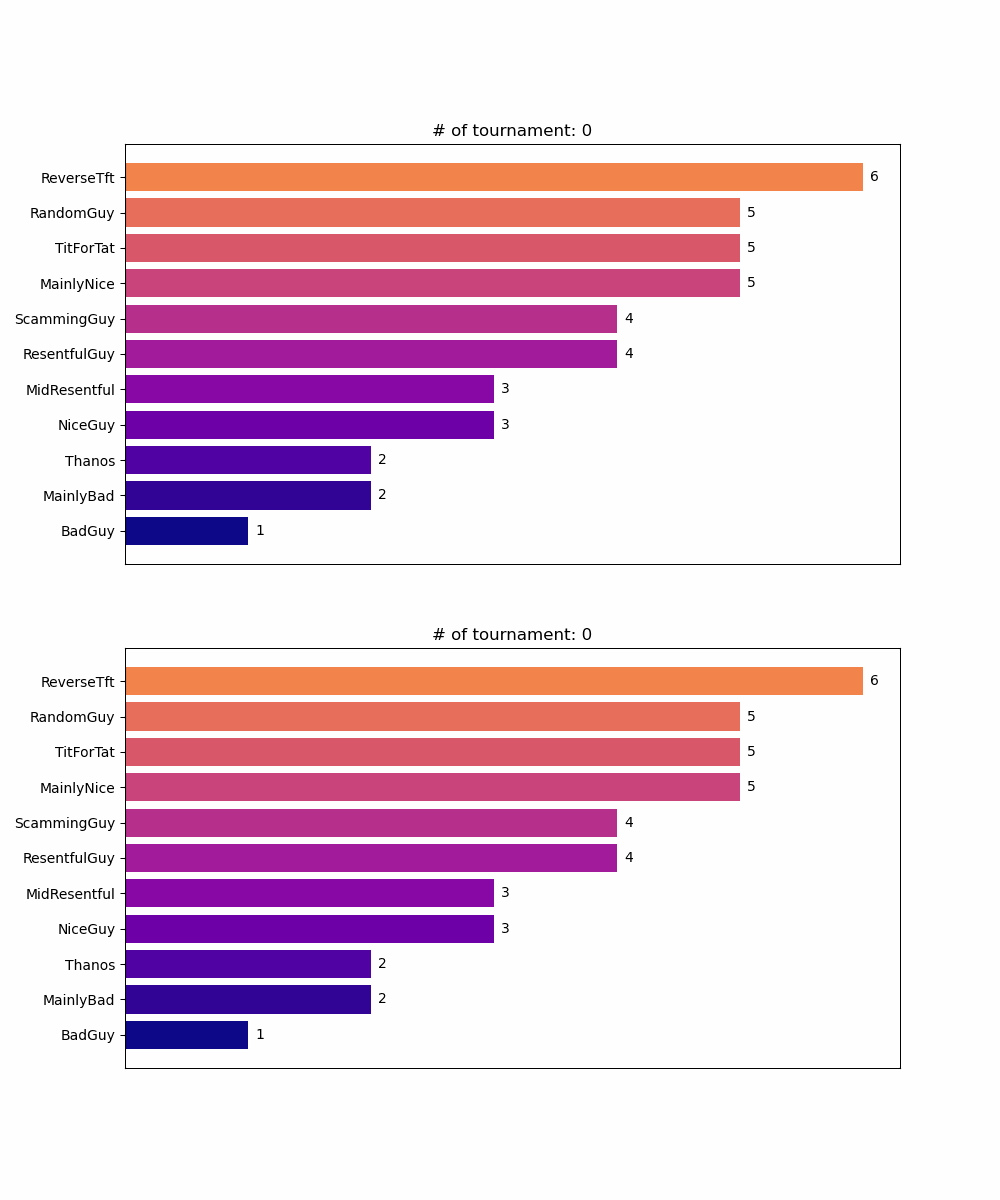 # of tournament: 0
ReverseTft 6
RandomGuy 5
TitForTat 5
MainlyNice 5
ScammingGuy 4
ResentfulGuy 4
MidResentful 3
NiceGuy 3
Thanos 2
MainlyBad 2
BadGuy 1
# of tournament: 0
ReverseTft 6
RandomGuy 5
TitForTat 5
MainlyNice 5
ScammingGuy 4
ResentfulGuy 4
MidResentful 3
NiceGuy 3
Thanos 2
MainlyBad 2
BadGuy 1